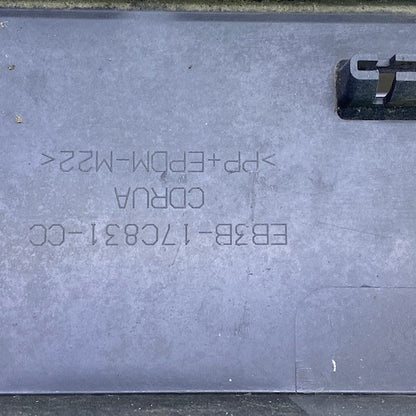 EB3B-17C831-CC
CDRUA
>PP+EPDM-M22<